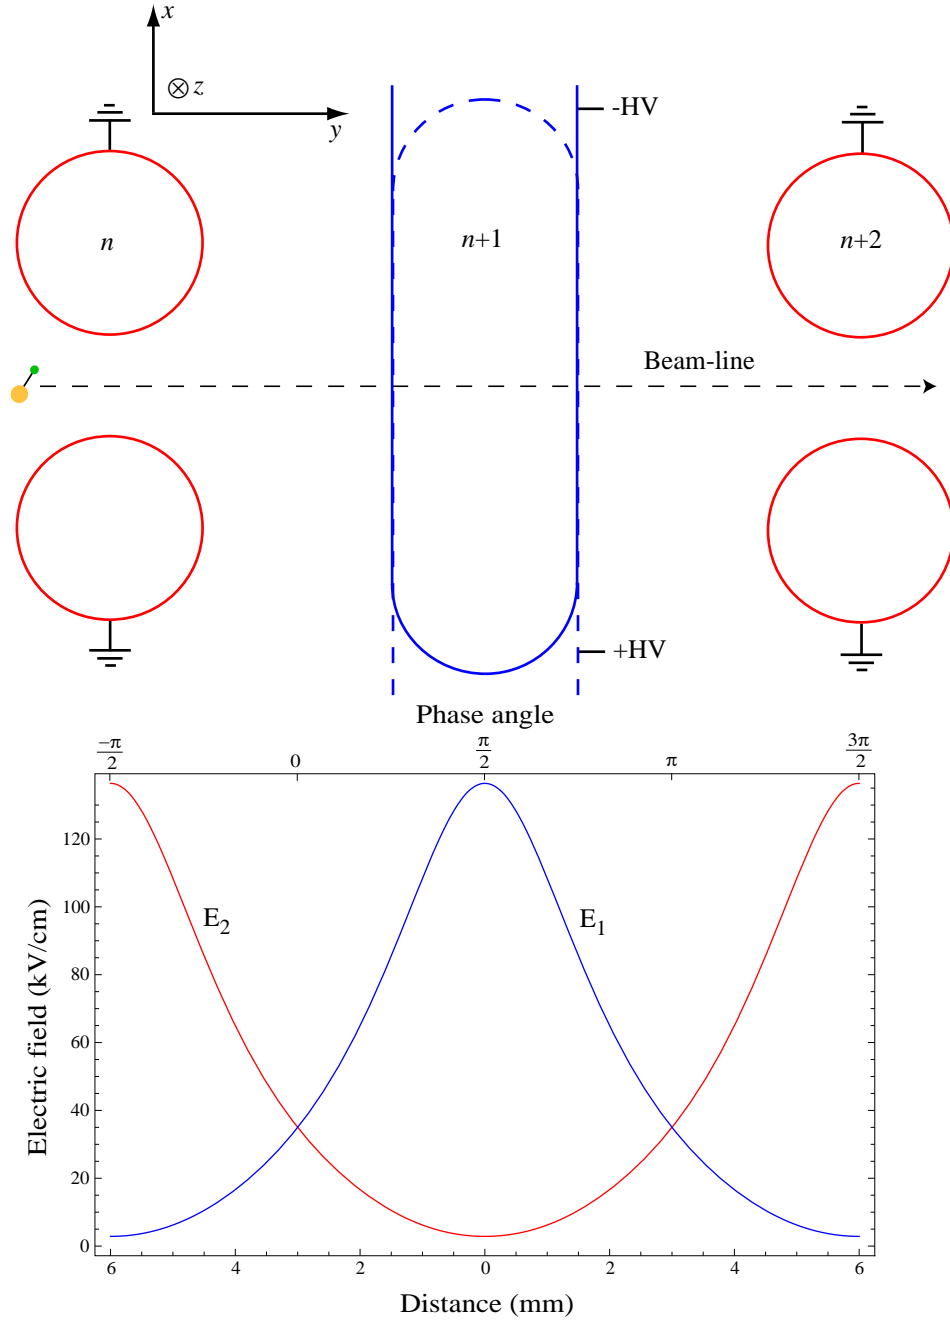 x
⊗ z
y
-HV
n
n+1
n+2
Beam-line
+HV
Phase angle
−π/2 0 π/2 π 3π/2
120
100
80
60
40
20
0
E2
E1
Electric field (kV/cm)
6 4 2 0 2 4 6
Distance (mm)